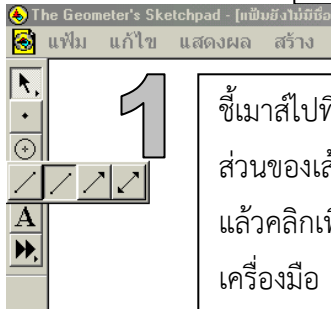 The Geometer's Sketchpad - [แฟ้มยังไม่มีชื่อ
แฟ้ม แก้ไข แสดงผล สร้าง
1
ชี้เมาส์ไปที่
ส่วนของเส้
แล้วคลิกเ
เครื่องมือ
A